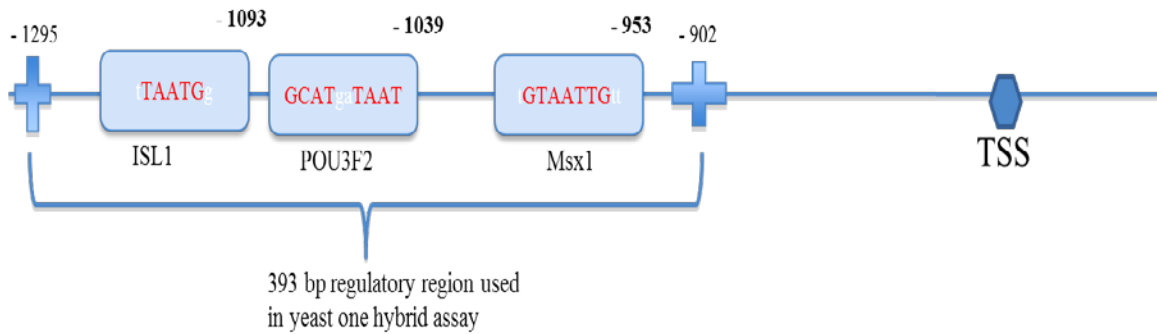 - 1295
- 1093
- 1039
- 953
- 902
tTAATGg
GCATgaTAAT
GTAATTGtt
ISL1
POU3F2
Msx1
TSS
393 bp regulatory region used
in yeast one hybrid assay